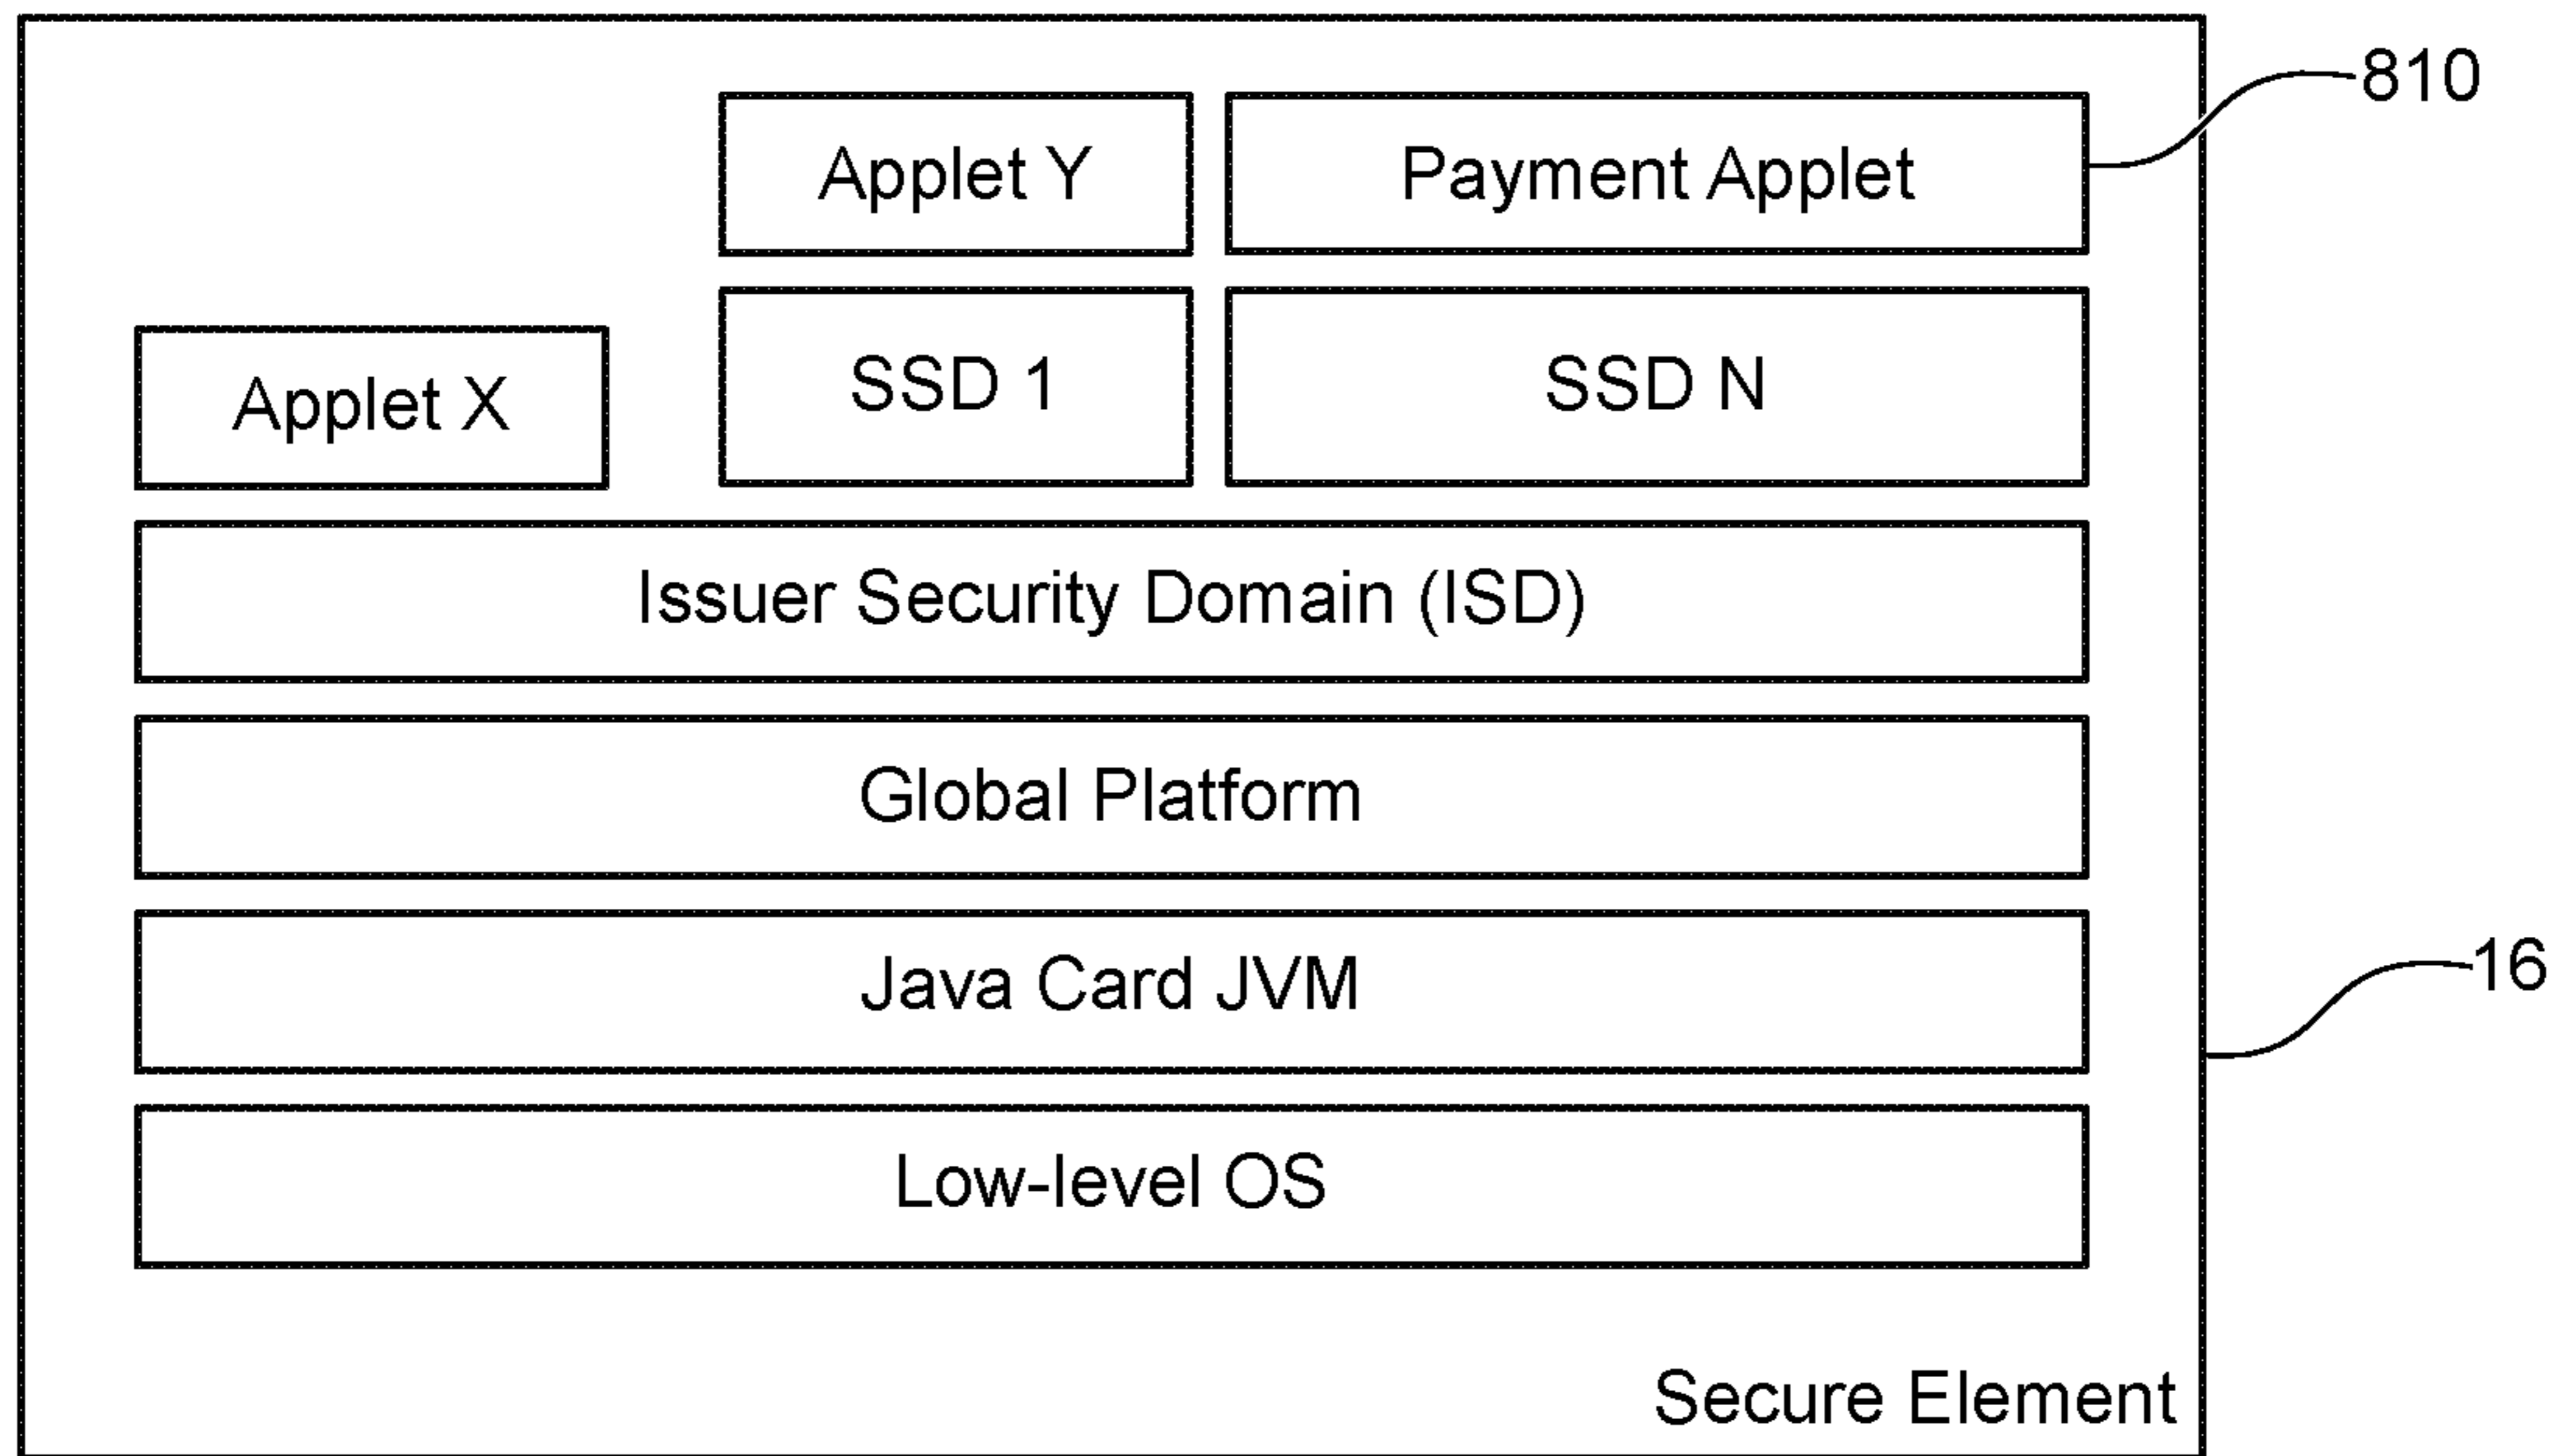 810
Applet Y
Payment Applet
Applet X
SSD 1
SSD N
Issuer Security Domain (ISD)
Global Platform
Java Card JVM
16
Low-level OS
Secure Element